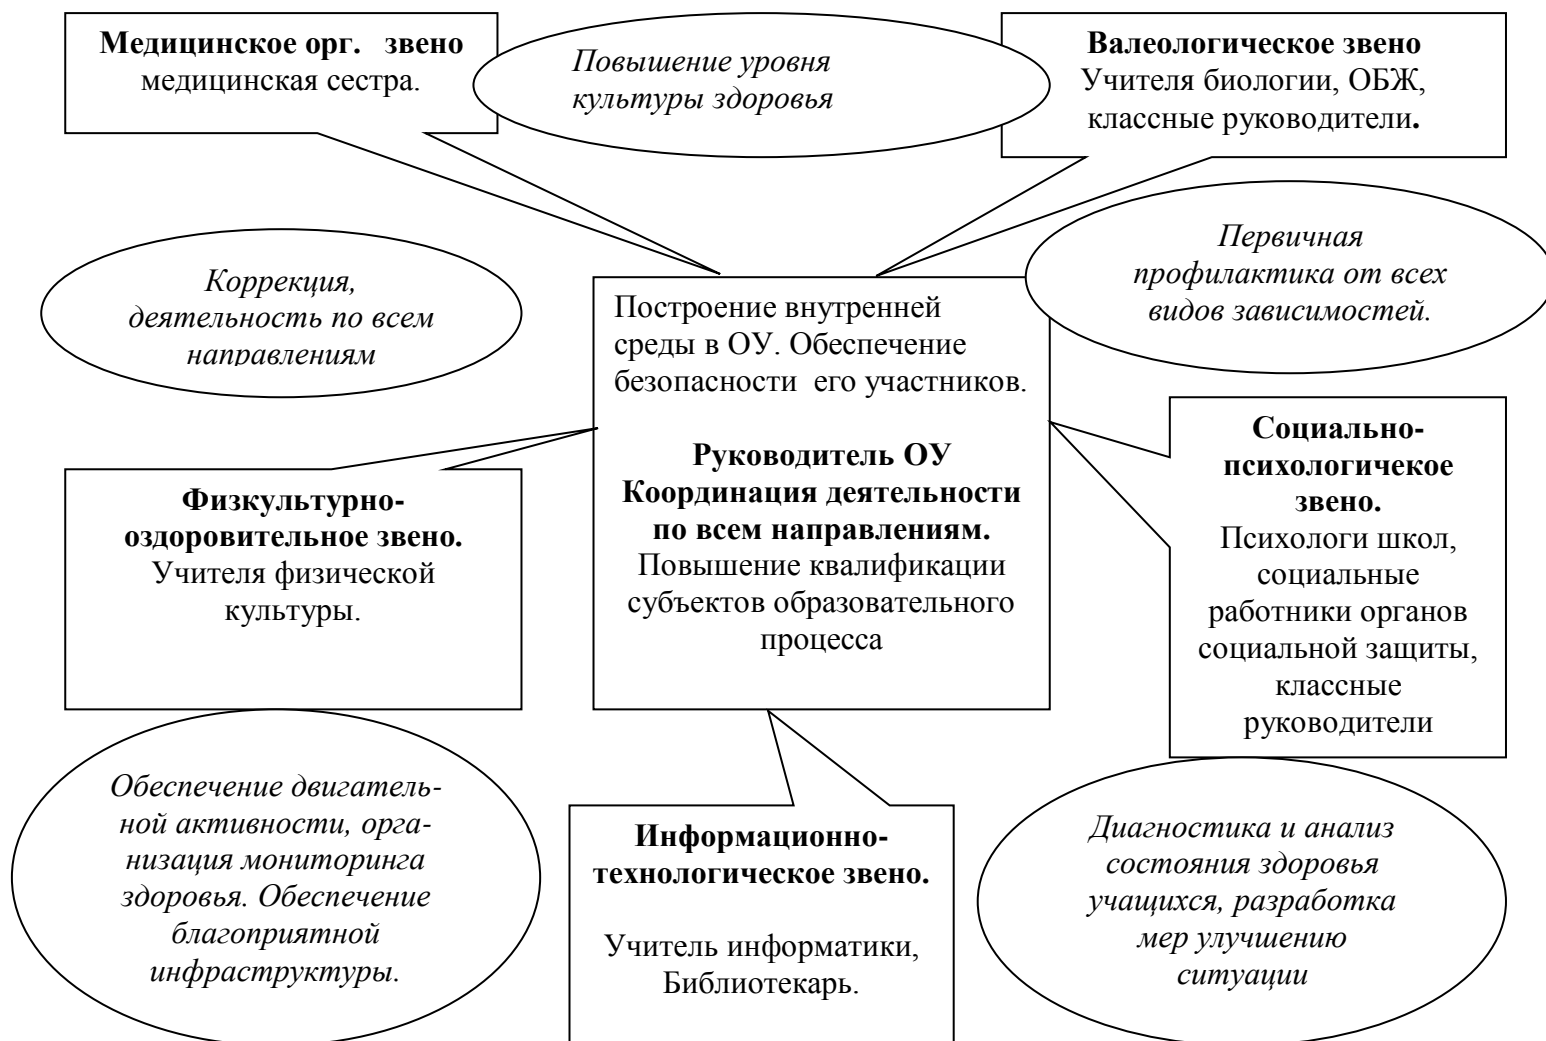 Медицинское орг. звено
медицинская сестра.
Повышение уровня
культуры здоровья
Валеологическое звено
Учителя биологии, ОБЖ,
классные руководители.
Коррекция,
деятельность по всем
направлениям
Построение внутренней
среды в ОУ. Обеспечение
безопасности его участников.
Руководитель ОУ
Координация деятельности
по всем направлениям.
Повышение квалификации
субъектов образовательного
процесса
Первичная
профилактика от всех
видов зависимостей.
Физкультурно-
оздоровительное звено.
Учителя физической
культуры.
Социально-
психологичекое
звено.
Психологи школ,
социальные
работники органов
социальной защиты,
классные
руководители
Обеспечение двигатель-
ной активности, орга-
низация мониторинга
здоровья. Обеспечение
благоприятной
инфраструктуры.
Информационно-
технологическое звено.
Учитель информатики,
Библиотекарь.
Диагностика и анализ
состояния здоровья
учащихся, разработка
мер улучшению
ситуации